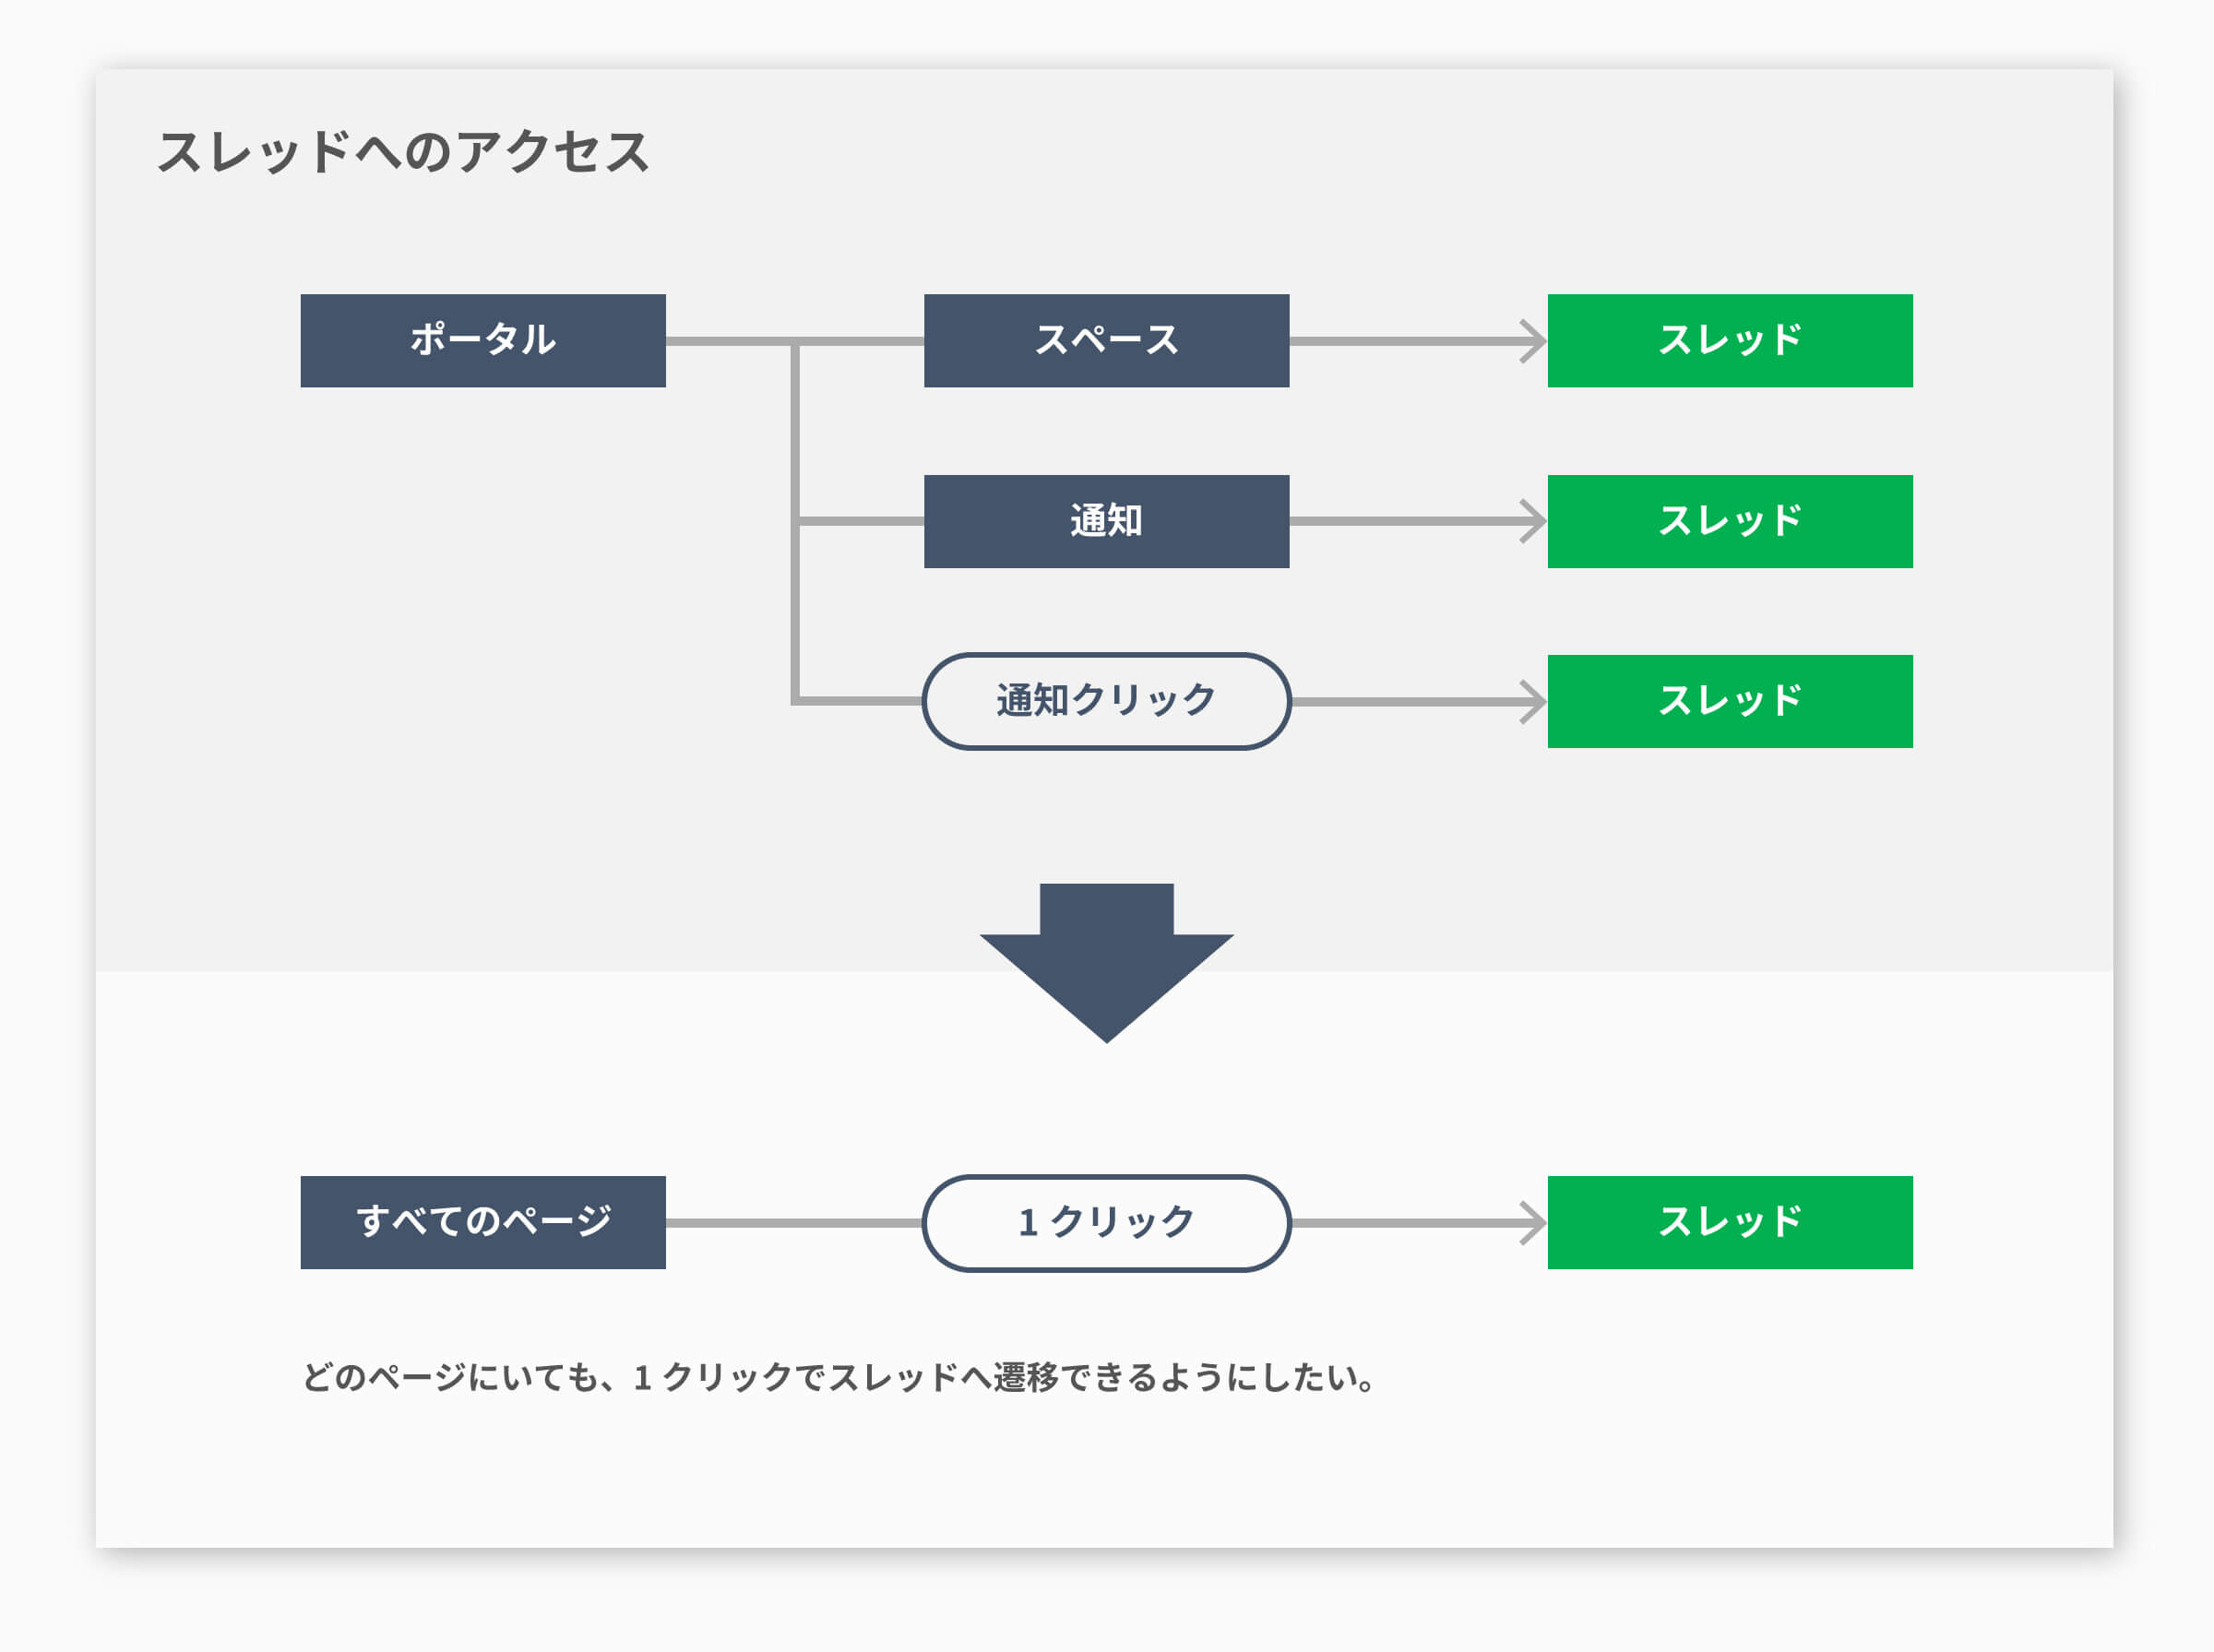 スレッドへのアクセス
ポータル
スペース
スレッド
通知
スレッド
通知クリック
スレッド
すべてのページ
1 クリック
スレッド
どのページにいても、1 クリックでスレッドへ遷移できるようにしたい。